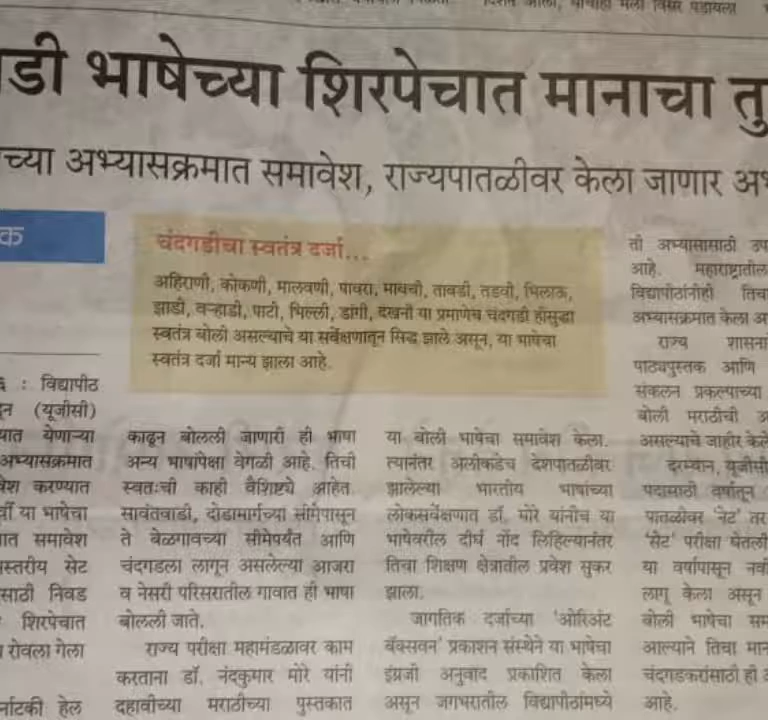 डी भाषेच्या शिरपेचात मानाचा तु
च्या अभ्यासक्रमात समावेश, राज्यपातळीवर केला जाणार अभ
क
चंदगडीचा स्वतंत्र दर्जा...
अहिराणी, कोकणी, मालवणी, पावरा, मावची, तावडी, तडवी, भिलाऊ,
झाडी, वऱ्हाडी, पाटी, भिल्ली, डांगी, दखनी या प्रमाणेच चंदगडी हीसुद्धा
स्वतंत्र बोली असल्याचे या सर्वेक्षणातून सिद्ध झाले असून, या भाषेचा
स्वतंत्र दर्जा मान्य झाला आहे.
६ : विद्यापीठ
(यूजीसी)
यात येणाऱ्या
अभ्यासक्रमात
वेश करण्यात
र्वी या भाषेचा
ात समावेश
स्तरीय सेट
साठी निवड
शिरपेचात
रोवला गेला
र्नाटकी हेल
काढून बोलली जाणारी ही भाषा
अन्य भाषांपेक्षा वेगळी आहे. तिची
स्वतःची काही वैशिष्ट्ये आहेत.
सावंतवाडी, दोडामार्गच्या सीमेपासून
ते बेळगावच्या सीमेपर्यंत आणि
चंदगडला लागून असलेल्या आजरा
व नेसरी परिसरातील गावात ही भाषा
बोलली जाते.
राज्य परीक्षा महामंडळावर काम
करताना डॉ. नंदकुमार मोरे यांनी
दहावीच्या मराठीच्या पुस्तकात
या बोली भाषेचा समावेश केला.
त्यानंतर अलीकडेच देशपातळीवर
झालेल्या भारतीय भाषांच्या
लोकसर्वेक्षणात डॉ. मोरे यांनीच या
भाषेवरील दीर्घ नोंद लिहिल्यानंतर
तिचा शिक्षण क्षेत्रातील प्रवेश सुकर
झाला.
जागतिक दर्जाच्या 'ओरिअंट
बॅक्सवन' प्रकाशन संस्थेने या भाषेचा
इंग्रजी अनुवाद प्रकाशित केला
असून जगभरातील विद्यापीठांमध्ये
ती अभ्यासासाठी उप
आहे. महाराष्ट्रातील
विद्यापीठांनीही तिचा
अभ्यासक्रमात केला अ
राज्य शासना
पाठ्यपुस्तक आणि
संकलन प्रकल्पाच्या
बोली मराठीची अ
असल्याचे जाहीर केले
दरम्यान, यूजीसी
पदासाठी वर्षातून
पातळीवर 'नेट' तर
'सेट' परीक्षा घेतली
या वर्षापासून नवी
लागू केला असून
बोली भाषेचा सम
आल्याने तिचा मान
चंदगडकरांसाठी ही अ
आहे.